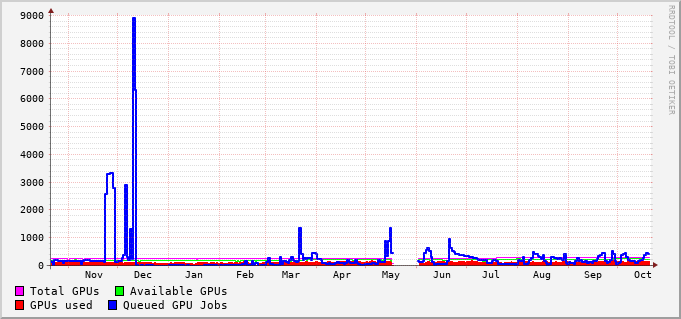 9000
8000
7000
6000
5000
4000
3000
2000
1000
0
Nov Dec Jan Feb Mar Apr May Jun Jul Aug Sep Oct
Total GPUs Available GPUs
GPUs used Queued GPU Jobs
RRDTOOL / TOBI OETIKER